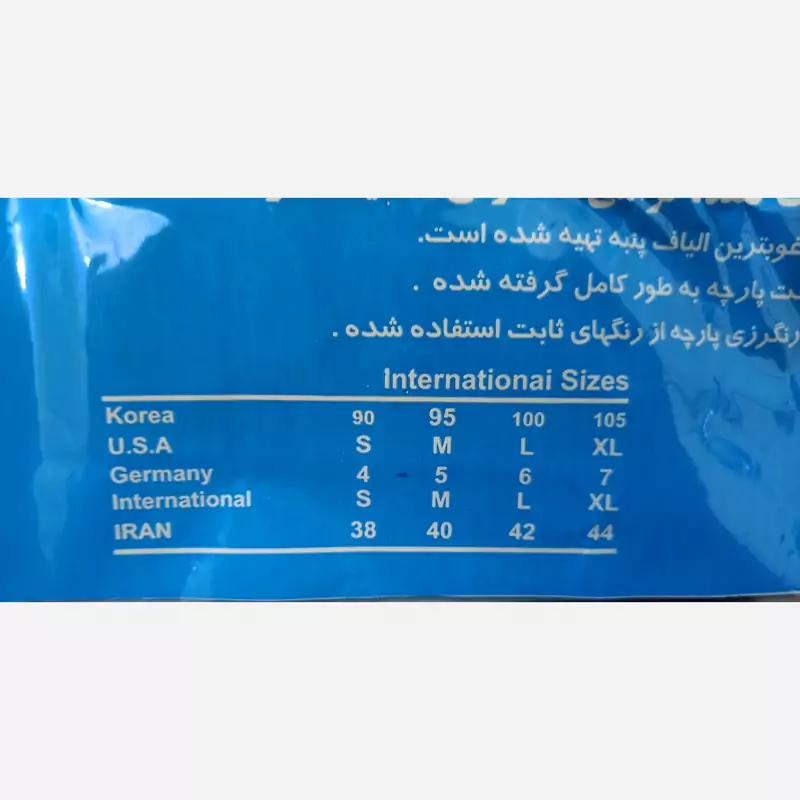 الیاف پنبه تهیه شده است.
پارچه به طور کامل گرفته شده .
رنگرزی پارچه از رنگهای ثابت استفاده شده .
Internationai Sizes
Korea 90 95 100 105
U.S.A S M L XL
Germany 4 5 6 7
International S M L XL
IRAN 38 40 42 44